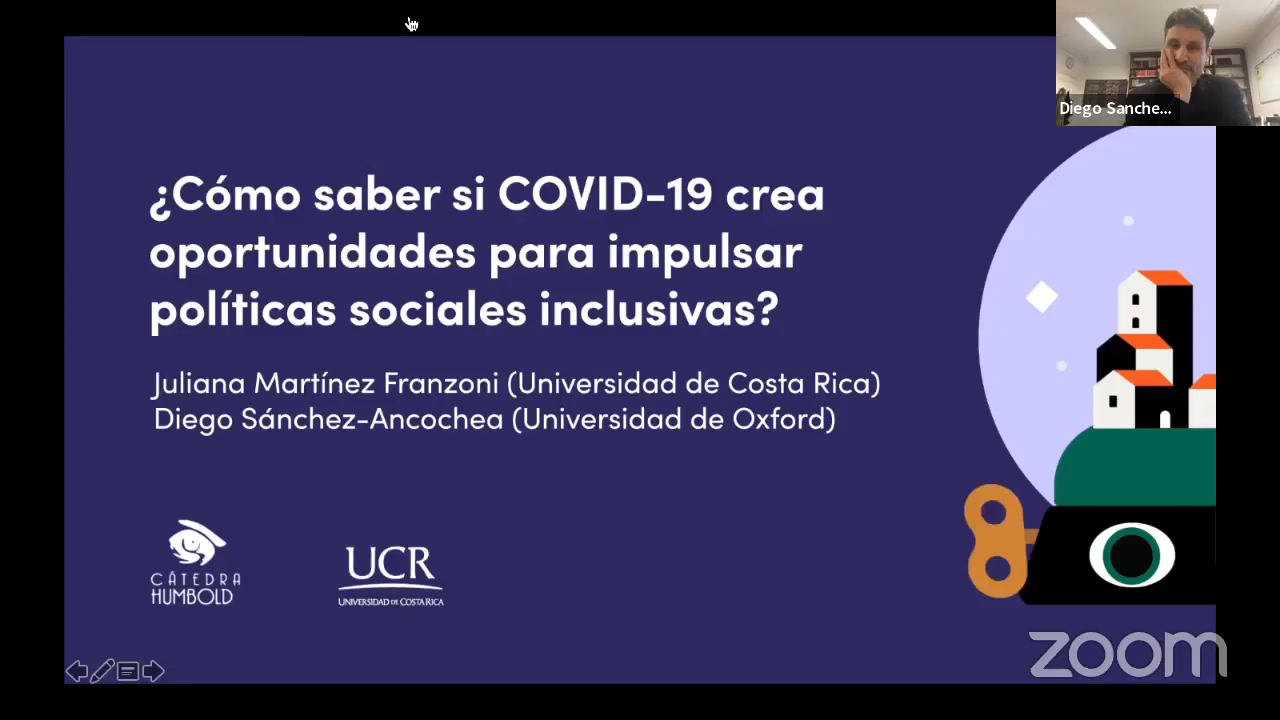 Diego Sanche...
¿Cómo saber si COVID-19 crea
oportunidades para impulsar
políticas sociales inclusivas?
Juliana Martínez Franzoni (Universidad de Costa Rica)
Diego Sánchez-Ancochea (Universidad de Oxford)
CÁTEDRA
HUMBOLD
UCR
UNIVERSIDAD DE COSTA RICA
zoom